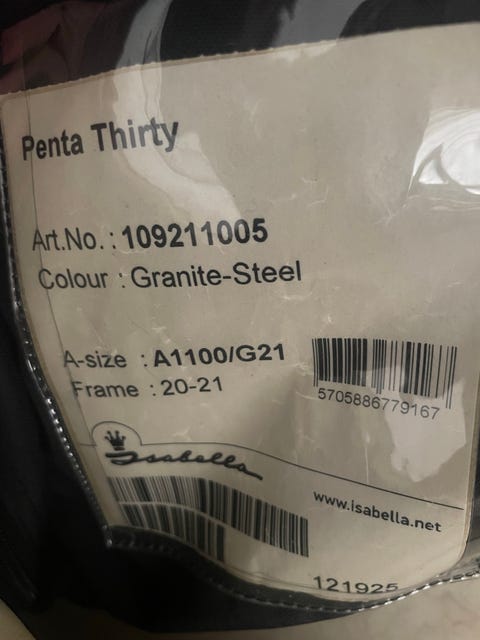 Penta Thirty
Art.No. : 109211005
Colour : Granite-Steel
A-size : A1100/G21
Frame : 20-21
5705886779167
Isabella
www.isabella.net
121925